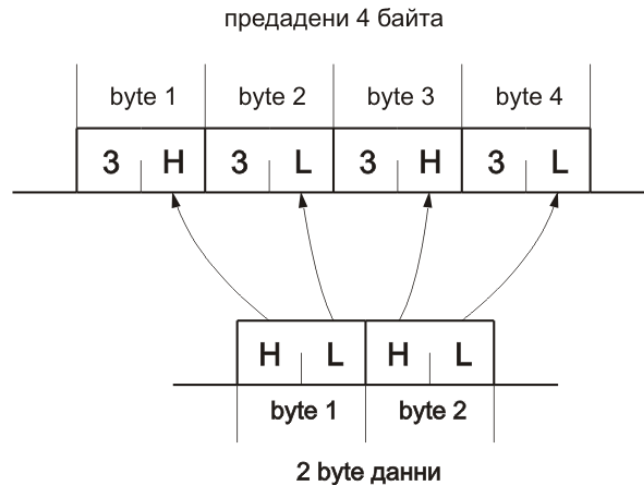 предадени 4 байта
byte 1 byte 2 byte 3 byte 4
3 H 3 L 3 H 3 L
H L H L
byte 1 byte 2
2 byte данни